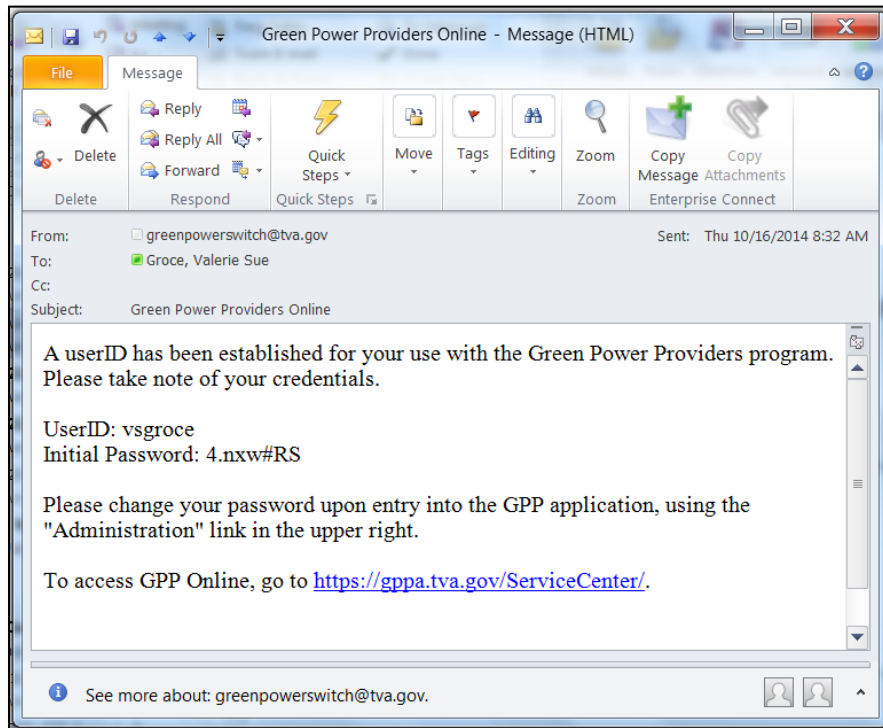 Green Power Providers Online - Message (HTML)
File Message
Delete
Reply
Reply All
Forward
Quick Steps
Move
Tags
Editing
Zoom
Copy Message
Copy Attachments
Delete Respond Quick Steps Zoom Enterprise Connect
From: greenpowerswitch@tva.gov Sent: Thu 10/16/2014 8:32 AM
To: Groce, Valerie Sue
Cc:
Subject: Green Power Providers Online
A userID has been established for your use with the Green Power Providers program.
Please take note of your credentials.
UserID: vsgroce
Initial Password: 4.nxw#RS
Please change your password upon entry into the GPP application, using the
"Administration" link in the upper right.
To access GPP Online, go to https://gppa.tva.gov/ServiceCenter/.
See more about: greenpowerswitch@tva.gov.